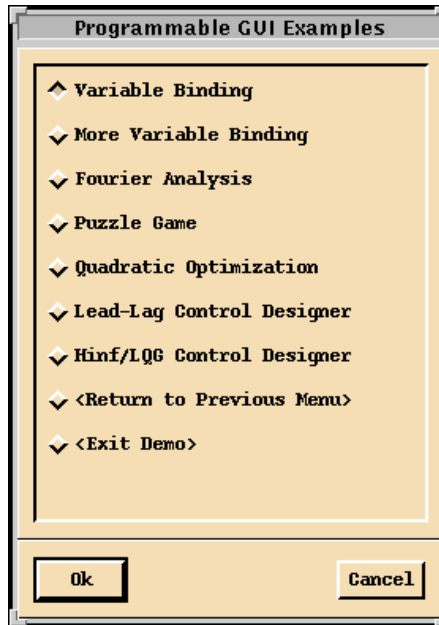 Programmable GUI Examples
Variable Binding
More Variable Binding
Fourier Analysis
Puzzle Game
Quadratic Optimization
Lead-Lag Control Designer
Hinf/LQG Control Designer
<Return to Previous Menu>
<Exit Demo>
Ok
Cancel